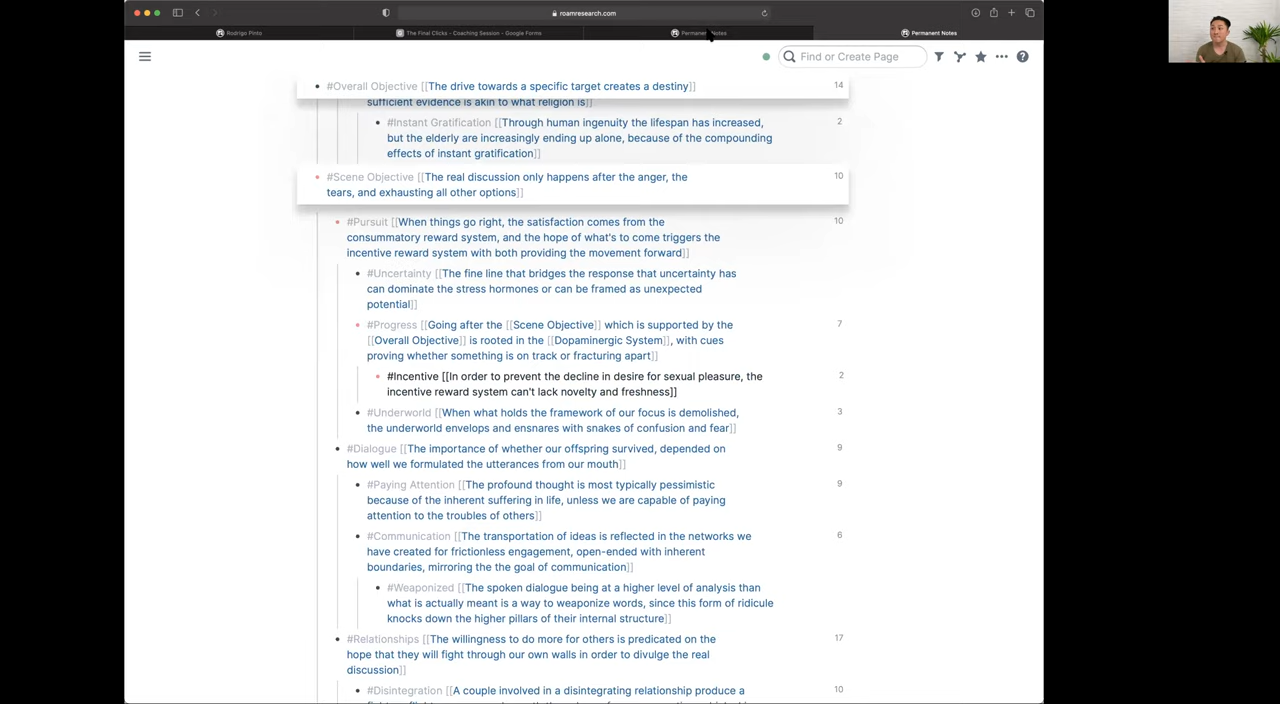 roamresearch.com
Rodrigo Pinto
The Final Clicks - Coaching Session - Google Forms
Permanent Notes
Permanent Notes
Find or Create Page
#Overall Objective [[The drive towards a specific target creates a destiny]]
14
sufficient evidence is akin to what religion is]]
#Instant Gratification [[Through human ingenuity the lifespan has increased,
2
but the elderly are increasingly ending up alone, because of the compounding
effects of instant gratification]]
#Scene Objective [[The real discussion only happens after the anger, the
10
tears, and exhausting all other options]]
#Pursuit [[When things go right, the satisfaction comes from the
10
consummatory reward system, and the hope of what's to come triggers the
incentive reward system with both providing the movement forward]]
#Uncertainty [[The fine line that bridges the response that uncertainty has
can dominate the stress hormones or can be framed as unexpected
potential]]
#Progress [[Going after the [[Scene Objective]] which is supported by the
7
[[Overall Objective]] is rooted in the [[Dopaminergic System]], with cues
proving whether something is on track or fracturing apart]]
#Incentive [[In order to prevent the decline in desire for sexual pleasure, the
2
incentive reward system can't lack novelty and freshness]]
#Underworld [[When what holds the framework of our focus is demolished,
3
the underworld envelops and ensnares with snakes of confusion and fear]]
#Dialogue [[The importance of whether our offspring survived, depended on
9
how well we formulated the utterances from our mouth]]
#Paying Attention [[The profound thought is most typically pessimistic
9
because of the inherent suffering in life, unless we are capable of paying
attention to the troubles of others]]
#Communication [[The transportation of ideas is reflected in the networks we
6
have created for frictionless engagement, open-ended with inherent
boundaries, mirroring the the goal of communication]]
#Weaponized [[The spoken dialogue being at a higher level of analysis than
what is actually meant is a way to weaponize words, since this form of ridicule
knocks down the higher pillars of their internal structure]]
#Relationships [[The willingness to do more for others is predicated on the
17
hope that they will fight through our own walls in order to divulge the real
discussion]]
#Disintegration [[A couple involved in a disintegrating relationship produce a
10